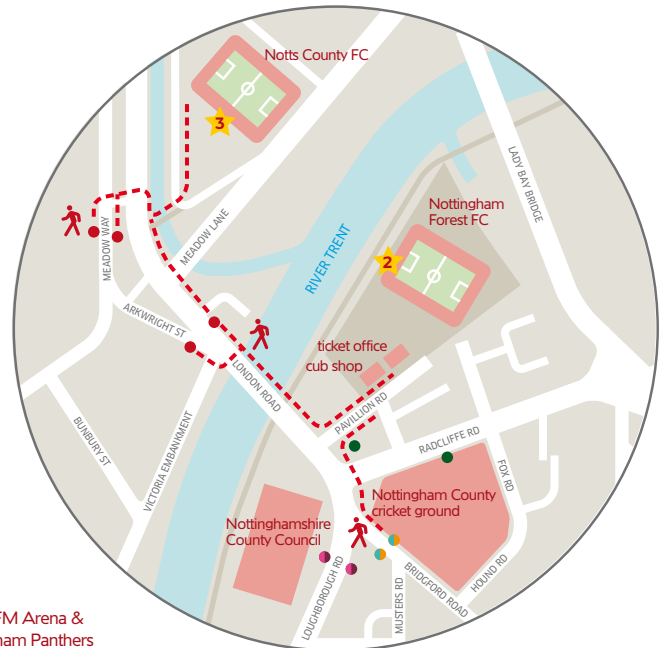 Notts County FC
3
LADY BAY BRIDGE
Nottingham
Forest FC
MEADOW WAY
MEADOW LANE
RIVER TRENT
2
ARKWRIGHT ST
ticket office
cub shop
LONDON ROAD
PAVILLION RD
BUNBURY ST
VICTORIA EMBANKMENT
RADCLIFFE RD
FOX RD
Nottingham County
cricket ground
Nottinghamshire
County Council
LOUGHBOROUGH RD
MUSTERS RD
BRIDGFORD ROAD
HOUND RD
FM Arena &
ham Panthers